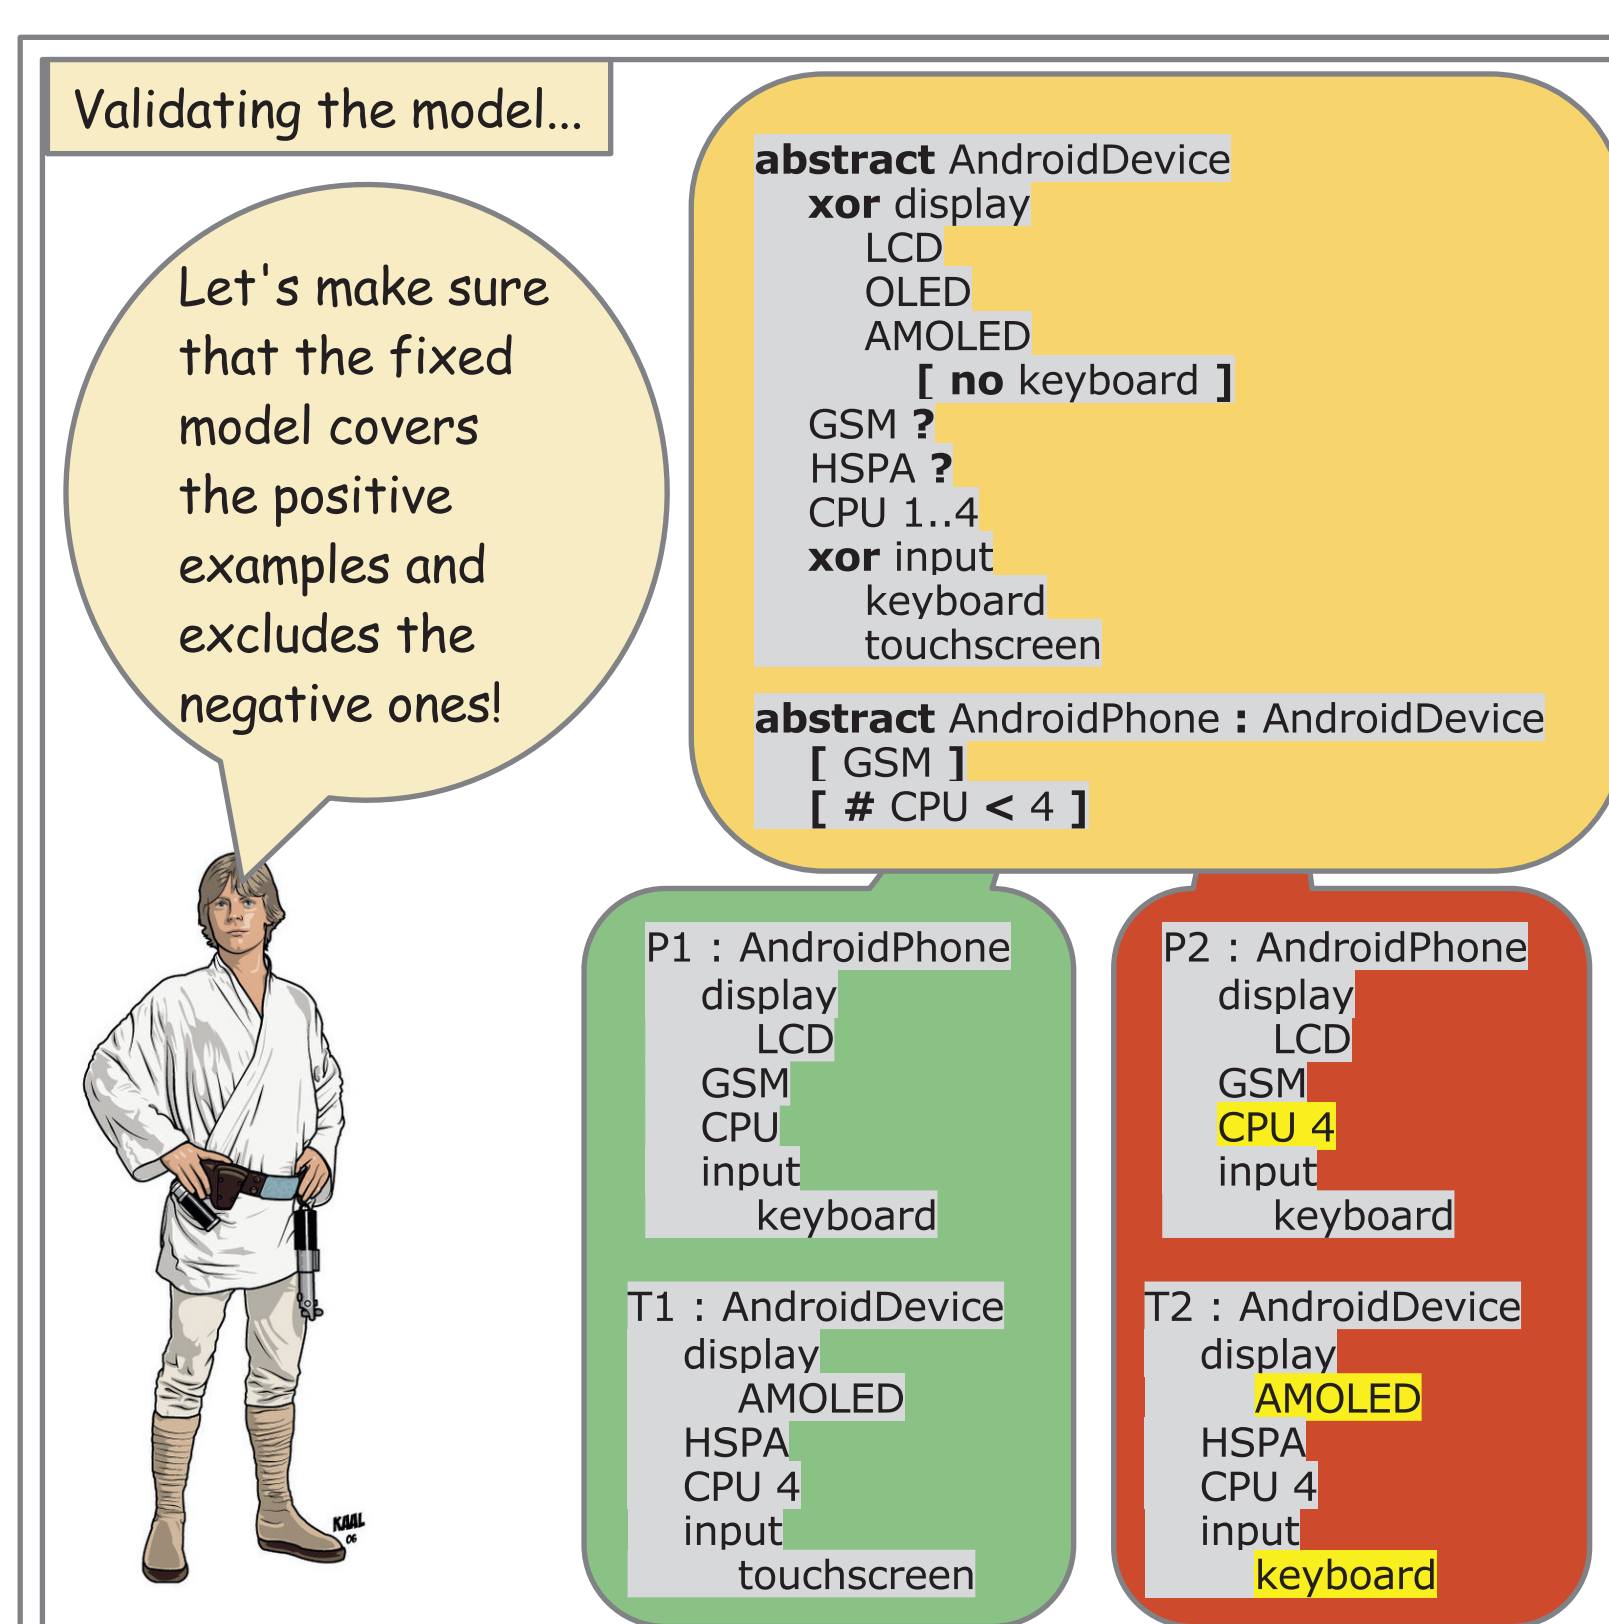 Validating the model...
Let's make sure
that the fixed
model covers
the positive
examples and
excludes the
negative ones!
abstract AndroidDevice
xor display
LCD
OLED
AMOLED
[ no keyboard ]
GSM ?
HSPA ?
CPU 1..4
xor input
keyboard
touchscreen
abstract AndroidPhone : AndroidDevice
[ GSM ]
[ # CPU < 4 ]
P1 : AndroidPhone
display
LCD
GSM
CPU
input
keyboard
T1 : AndroidDevice
display
AMOLED
HSPA
CPU 4
input
touchscreen
P2 : AndroidPhone
display
LCD
GSM
CPU 4
input
keyboard
T2 : AndroidDevice
display
AMOLED
HSPA
CPU 4
input
keyboard
KAAL
06